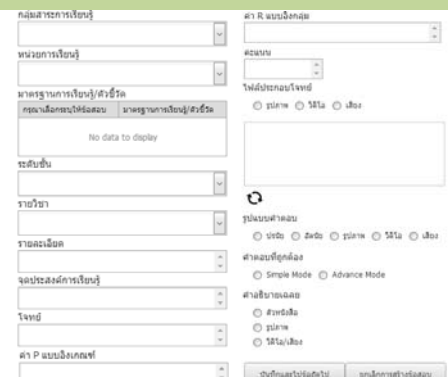 กลุ่มสาระการเรียนรู้
หน่วยการเรียนรู้
มาตรฐานการเรียนรู้/ตัวชี้วัด
กรุณาเลือกระบุให้ข้อสอบ มาตรฐานการเรียนรู้/ตัวชี้วัด
No data to display
ระดับชั้น
รายวิชา
รายละเอียด
จุดประสงค์การเรียนรู้
โจทย์
ค่า P แบบอิงเกณฑ์
ค่า R แบบอิงกลุ่ม
คะแนน
ไฟล์ประกอบโจทย์
รูปภาพ วิดีโอ เสียง
รูปแบบคำตอบ
ปรนัย อัตนัย รูปภาพ วิดีโอ เสียง
คำตอบที่ถูกต้อง
Simple Mode Advance Mode
คำอธิบายเฉลย
ตัวหนังสือ
รูปภาพ
วิดีโอ/เสียง
บันทึกและไปข้อถัดไป ยกเลิกการสร้างข้อสอบ